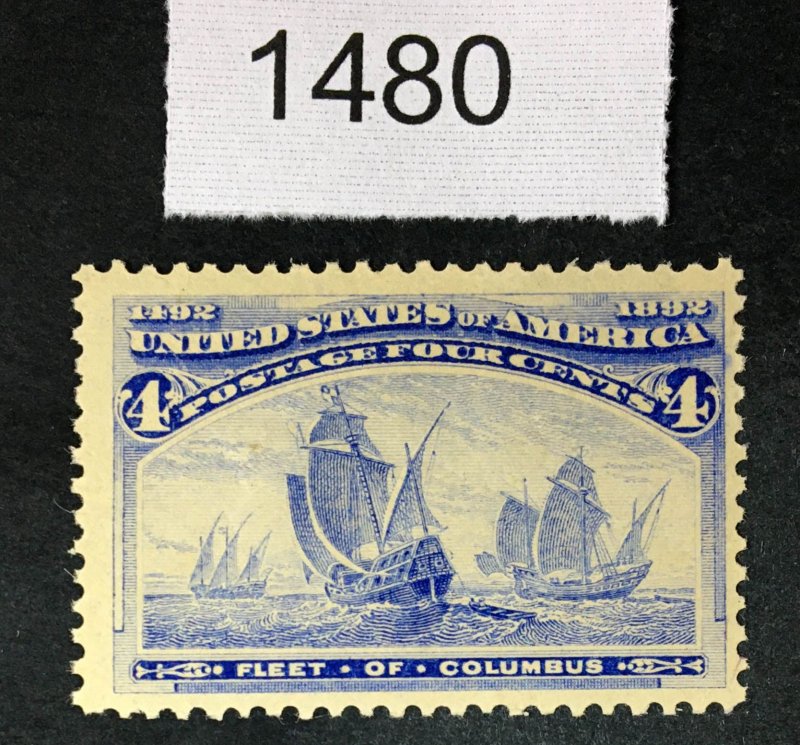 1480
1492 1892
UNITED STATES OF AMERICA
POSTAGE FOUR CENTS
4 4
FLEET · OF · COLUMBUS